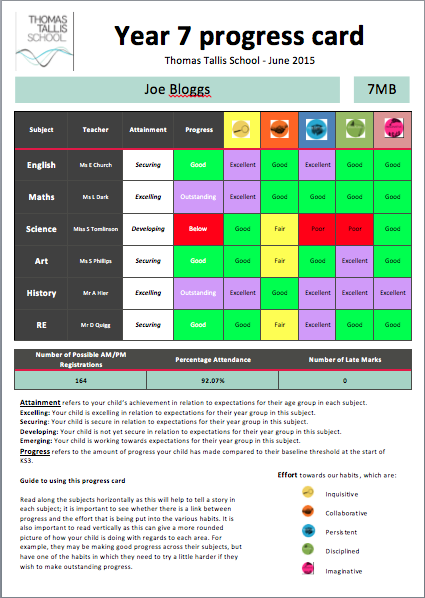 THOMAS
TALLIS
SCHOOL
Year 7 progress card
Thomas Tallis School - June 2015
Joe Bloggs 7MB
Subject Teacher Attainment Progress
English Ms E Church Securing Good Excellent Good Excellent Good Good
Maths Ms L Dark Excelling Outstanding Excellent Good Good Good Good
Science Miss S Tomlinson Developing Below Good Fair Poor Poor Good
Art Ms S Phillips Securing Good Good Fair Good Excellent Good
History Mr A Hier Excelling Outstanding Excellent Good Excellent Excellent Excellent
RE Mr D Quigg Securing Good Good Fair Excellent Good Good
Number of Possible AM/PM Registrations Percentage Attendance Number of Late Marks
164 92.07% 0
Attainment refers to your child's achievement in relation to expectations for their age group in each subject.
Excelling: Your child is excelling in relation to expectations for their year group in this subject.
Securing: Your child is secure in relation to expectations for their year group in this subject.
Developing: Your child is not yet secure in relation to expectations for their year group in this subject.
Emerging: Your child is working towards expectations for their year group in this subject.
Progress refers to the amount of progress your child has made compared to their baseline threshold at the start of
KS3.
Guide to using this progress card
Read along the subjects horizontally as this will help to tell a story in
each subject; it is important to see whether there is a link between
progress and the effort that is being put into the various habits. It is
also important to read vertically as this can give a more rounded
picture of how your child is doing with regards to each area. For
example, they may be making good progress across their subjects, but
have one of the habits in which they need to try a little harder if they
wish to make outstanding progress.
Effort towards our habits, which are:
Inquisitive
Collaborative
Persistent
Disciplined
Imaginative